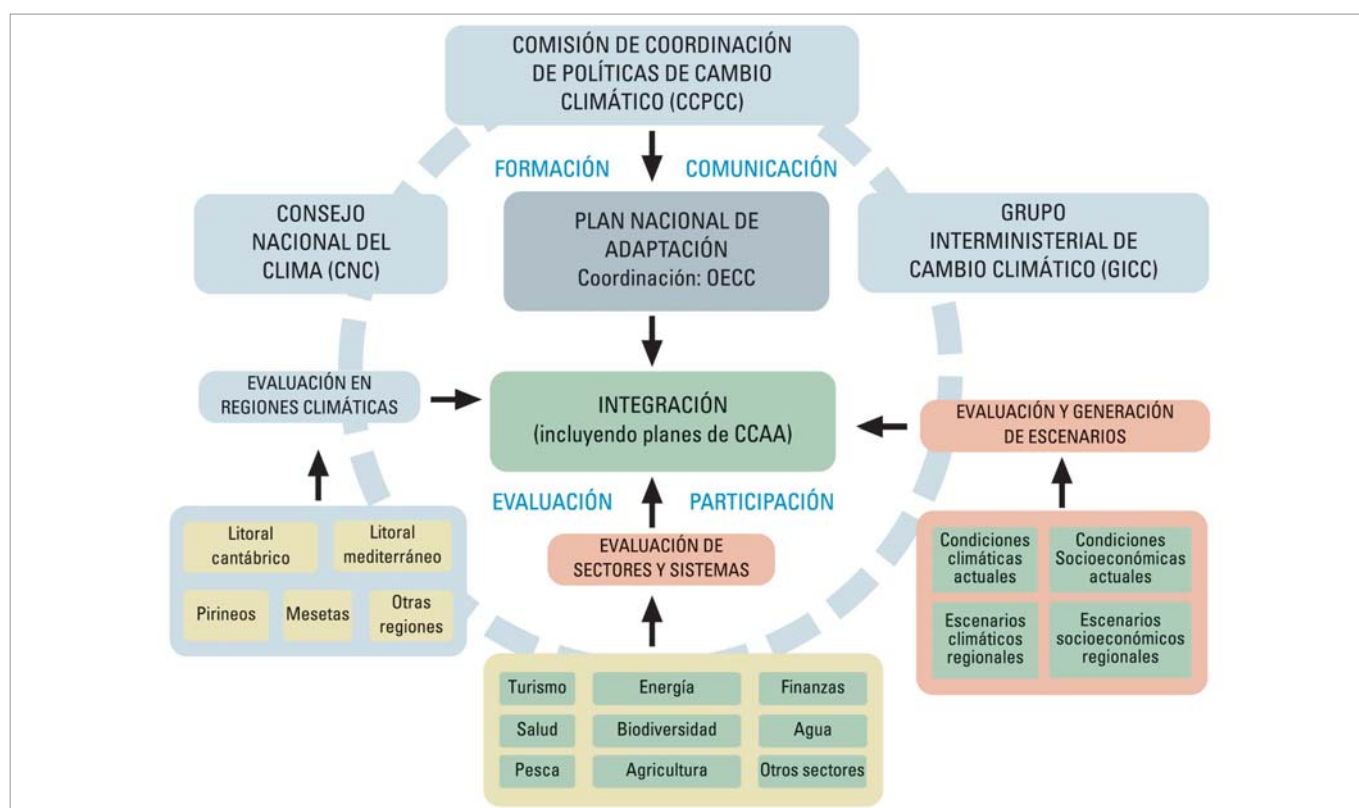 COMISIÓN DE COORDINACIÓN
DE POLÍTICAS DE CAMBIO
CLIMÁTICO (CCPCC)
FORMACIÓN
COMUNICACIÓN
CONSEJO
NACIONAL DEL
CLIMA (CNC)
PLAN NACIONAL DE
ADAPTACIÓN
Coordinación: OECC
GRUPO
INTERMINISTERIAL DE
CAMBIO CLIMÁTICO (GICC)
EVALUACIÓN EN
REGIONES CLIMÁTICAS
INTEGRACIÓN
(incluyendo planes de CCAA)
EVALUACIÓN Y GENERACIÓN
DE ESCENARIOS
EVALUACIÓN
PARTICIPACIÓN
EVALUACIÓN DE
SECTORES Y SISTEMAS
Litoral
cantábrico
Litoral
mediterráneo
Pirineos
Mesetas
Otras
regiones
Condiciones
climáticas
actuales
Condiciones
Socioeconómicas
actuales
Escenarios
climáticos
regionales
Escenarios
socioeconómicos
regionales
Turismo
Energía
Finanzas
Salud
Biodiversidad
Agua
Pesca
Agricultura
Otros sectores